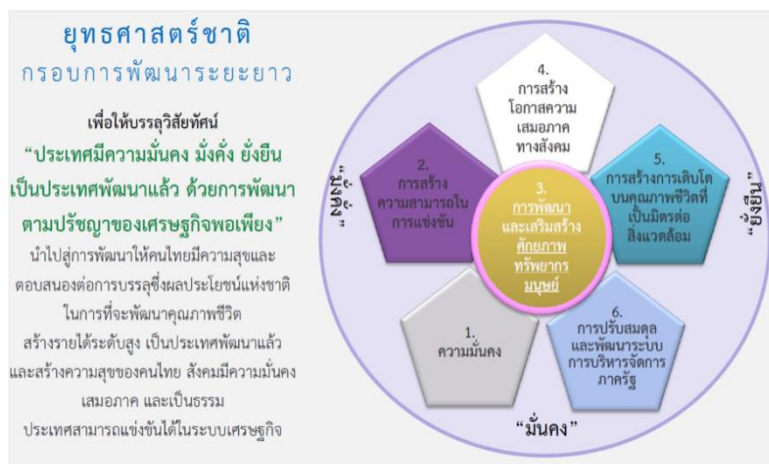 ยุทธศาสตร์ชาติ
กรอบการพัฒนาระยะยาว
เพื่อให้บรรลุวิสัยทัศน์
“ประเทศมีความมั่นคง มั่งคั่ง ยั่งยืน
เป็นประเทศพัฒนาแล้ว ด้วยการพัฒนา
ตามปรัชญาของเศรษฐกิจพอเพียง”
นำไปสู่การพัฒนาให้คนไทยมีความสุขและ
ตอบสนองต่อการบรรลุซึ่งผลประโยชน์แห่งชาติ
ในการที่จะพัฒนาคุณภาพชีวิต
สร้างรายได้ระดับสูง เป็นประเทศพัฒนาแล้ว
และสร้างความสุขของคนไทย สังคมมีความมั่นคง
เสมอภาค และเป็นธรรม
ประเทศสามารถแข่งขันได้ในระบบเศรษฐกิจ
4.
การสร้าง
โอกาสความ
เสมอภาค
ทางสังคม
“มั่งคั่ง”
2.
การสร้าง
ความสามารถใน
การแข่งขัน
5.
การสร้างการเติบโต
บนคุณภาพชีวิตที่
เป็นมิตรต่อ
สิ่งแวดล้อม
“ยั่งยืน”
3.
การพัฒนา
และเสริมสร้าง
ศักยภาพ
ทรัพยากร
มนุษย์
1.
ความมั่นคง
6.
การปรับสมดุล
และพัฒนาระบบ
การบริหารจัดการ
ภาครัฐ
“มั่นคง”